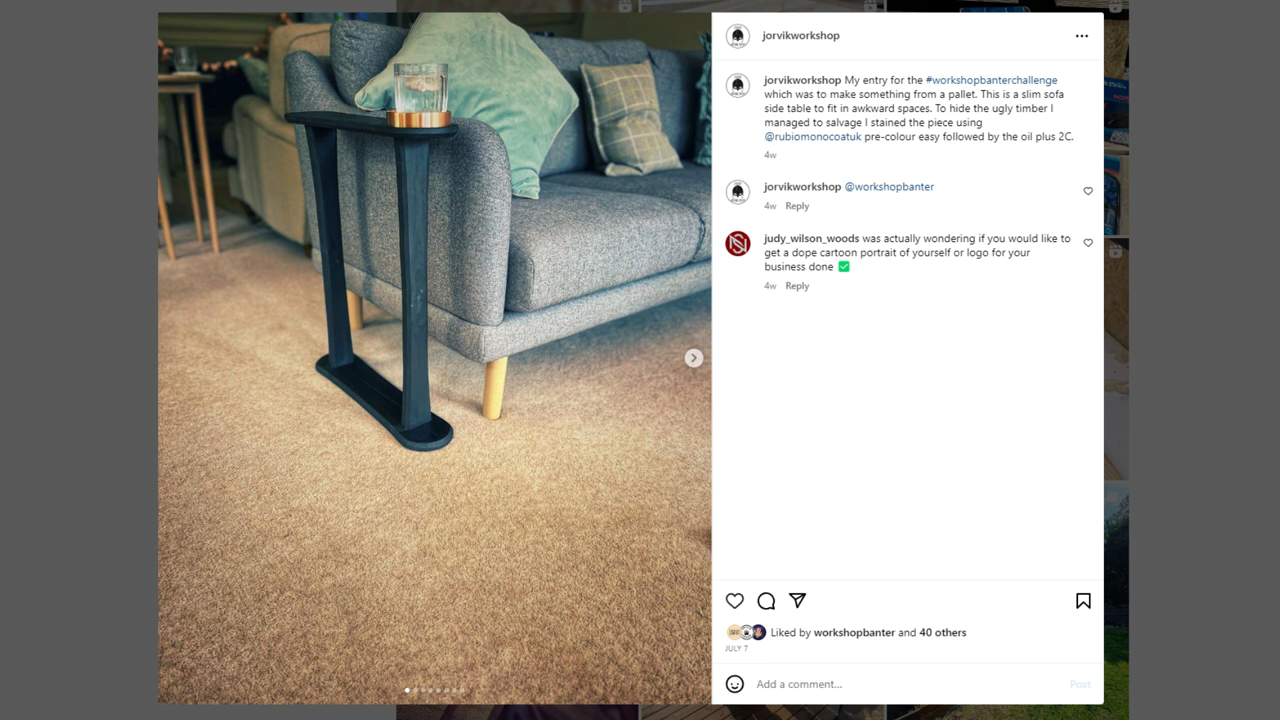 jorvikworkshop
jorvikworkshop My entry for the #workshopbanterchallenge
which was to make something from a pallet. This is a slim sofa
side table to fit in awkward spaces. To hide the ugly timber I
managed to salvage I stained the piece using
@rubiomonocoatuk pre-colour easy followed by the oil plus 2C.
4w
jorvikworkshop @workshopbanter
4w Reply
judy_wilson_woods was actually wondering if you would like to
get a dope cartoon portrait of yourself or logo for your
business done ✅
4w Reply
Liked by workshopbanter and 40 others
JULY 7
Add a comment...
Post